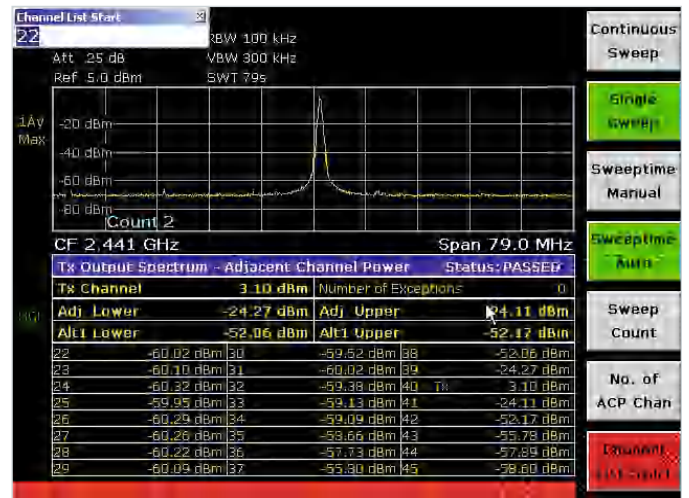 Channel List Start
22
RBW 100 kHz
Att 25 dB VBW 300 kHz
Ref 5.0 dBm SWT 79s
1Av
Max
-20 dBm
-40 dBm
-60 dBm
-80 dBm
Count 2
CF 2.441 GHz Span 79.0 MHz
Tx Output Spectrum - Adjacent Channel Power Status: PASSED
Tx Channel 3.10 dBm Number of Exceptions 0
Adj Lower -24.27 dBm Adj Upper -24.11 dBm
Alt1 Lower -52.06 dBm Alt1 Upper -52.17 dBm
22 -60.02 dBm 30 -59.52 dBm 38 -52.06 dBm
23 -60.10 dBm 31 -60.02 dBm 39 -24.27 dBm
24 -60.32 dBm 32 -59.38 dBm 40 Tx 3.10 dBm
25 -59.95 dBm 33 -59.13 dBm 41 -24.11 dBm
26 -60.29 dBm 34 -59.09 dBm 42 -52.17 dBm
27 -60.26 dBm 35 -58.66 dBm 43 -55.78 dBm
28 -60.22 dBm 36 -57.73 dBm 44 -57.89 dBm
29 -60.09 dBm 37 -55.80 dBm 45 -58.60 dBm
Continuous
Sweep
Single
Sweep
Sweeptime
Manual
Sweeptime
Auto
Sweep
Count
No. of
ACP Chan
Channel